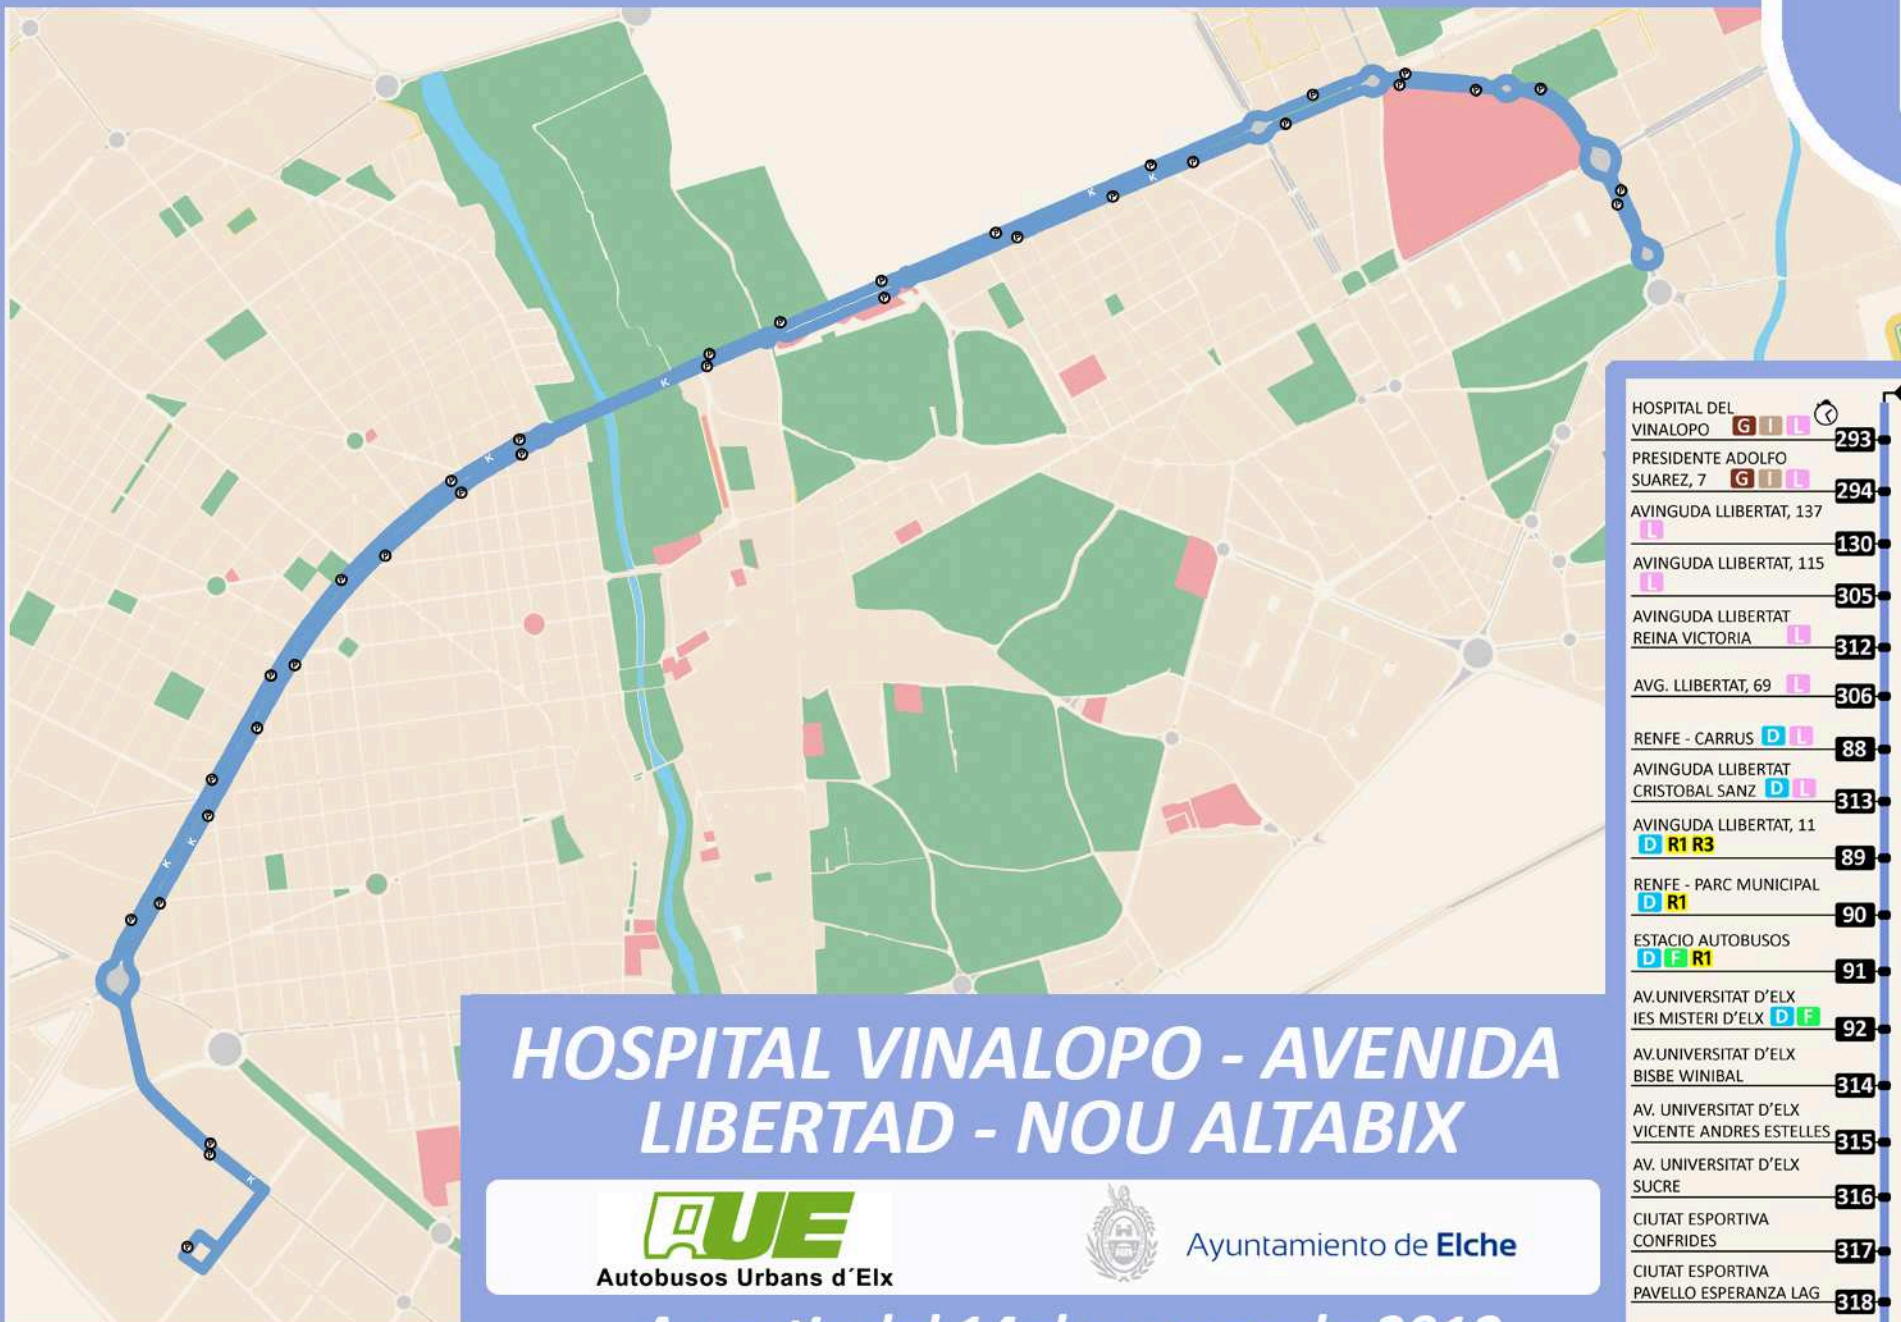 K
K
K
K
K
K
K
HOSPITAL VINALOPO - AVENIDA
LIBERTAD - NOU ALTABIX
AUE
Autobusos Urbans d´Elx
Ayuntamiento de Elche
HOSPITAL DEL
VINALOPO G I L
293
PRESIDENTE ADOLFO
SUAREZ, 7 G I L
294
AVINGUDA LLIBERTAT, 137
L
130
AVINGUDA LLIBERTAT, 115
L
305
AVINGUDA LLIBERTAT
REINA VICTORIA L
312
AVG. LLIBERTAT, 69 L
306
RENFE - CARRUS D L
88
AVINGUDA LLIBERTAT
CRISTOBAL SANZ D L
313
AVINGUDA LLIBERTAT, 11
D R1 R3
89
RENFE - PARC MUNICIPAL
D R1
90
ESTACIO AUTOBUSOS
D F R1
91
AV.UNIVERSITAT D'ELX
IES MISTERI D'ELX D F
92
AV.UNIVERSITAT D'ELX
BISBE WINIBAL
314
AV. UNIVERSITAT D'ELX
VICENTE ANDRES ESTELLES
315
AV. UNIVERSITAT D'ELX
SUCRE
316
CIUTAT ESPORTIVA
CONFRIDES
317
CIUTAT ESPORTIVA
PAVELLO ESPERANZA LAG
318